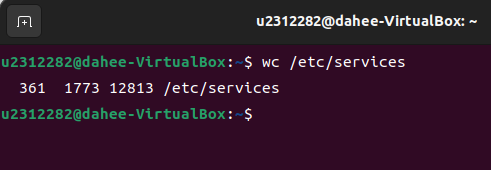 u2312282@dahee-VirtualBox: ~
u2312282@dahee-VirtualBox:~$ wc /etc/services
  361  1773 12813 /etc/services
u2312282@dahee-VirtualBox:~$